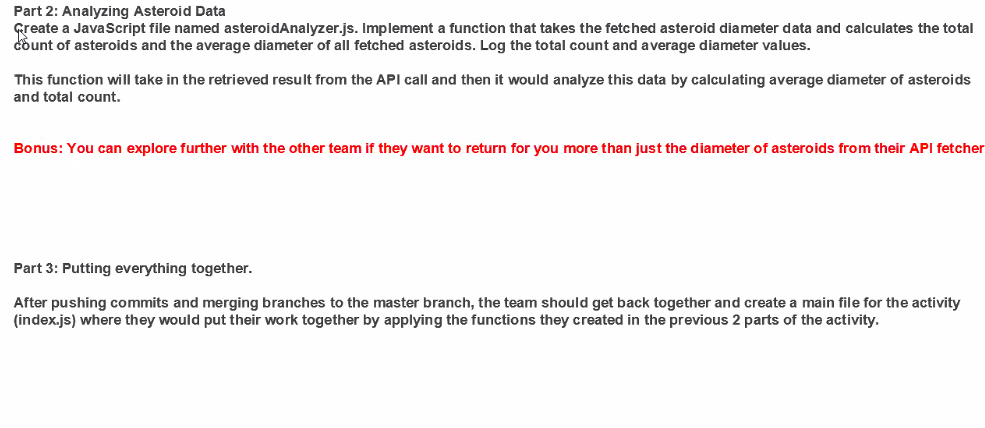 Part 2: Analyzing Asteroid Data
Create a JavaScript file named asteroidAnalyzer.js. Implement a function that takes the fetched asteroid diameter data and calculates the total
count of asteroids and the average diameter of all fetched asteroids. Log the total count and average diameter values.
This function will take in the retrieved result from the API call and then it would analyze this data by calculating average diameter of asteroids
and total count.
Bonus: You can explore further with the other team if they want to return for you more than just the diameter of asteroids from their API fetcher
Part 3: Putting everything together.
After pushing commits and merging branches to the master branch, the team should get back together and create a main file for the activity
(index.js) where they would put their work together by applying the functions they created in the previous 2 parts of the activity.